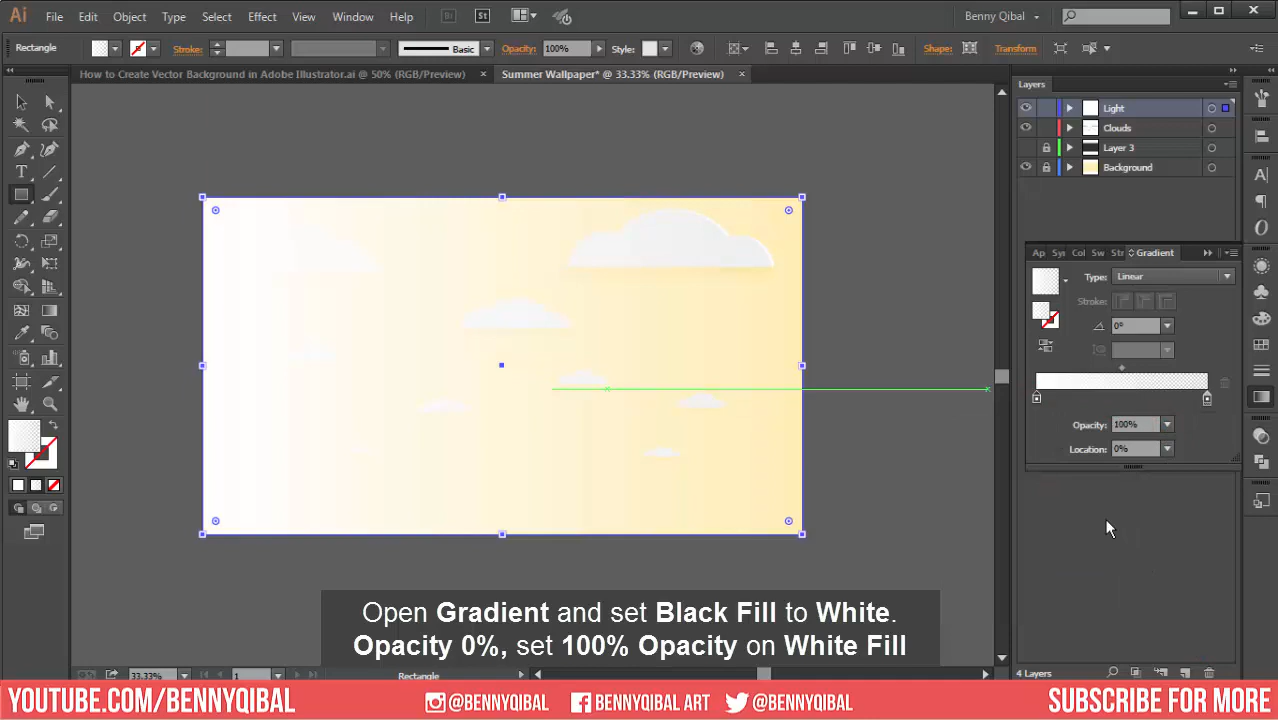 Ai File Edit Object Type Select Effect View Window Help Br St Benny Qibal
Rectangle Stroke: Basic Opacity: 100% Style: Shape: Transform
How to Create Vector Background in Adobe Illustrator.ai @ 50% (RGB/Preview) × Summer Wallpaper* @ 33.33% (RGB/Preview) ×
Layers
Light
Clouds
Layer 3
Background
Ap Syr Col Sw Str Gradient
Type: Linear
Stroke:
0°
Opacity: 100%
Location: 0%
Open Gradient and set Black Fill to White.
Opacity 0%, set 100% Opacity on White Fill
33.33% 1 Rectangle 4 Layers
YOUTUBE.COM/BENNYQIBAL @BENNYQIBAL BENNYQIBAL ART @BENNYQIBAL SUBSCRIBE FOR MORE